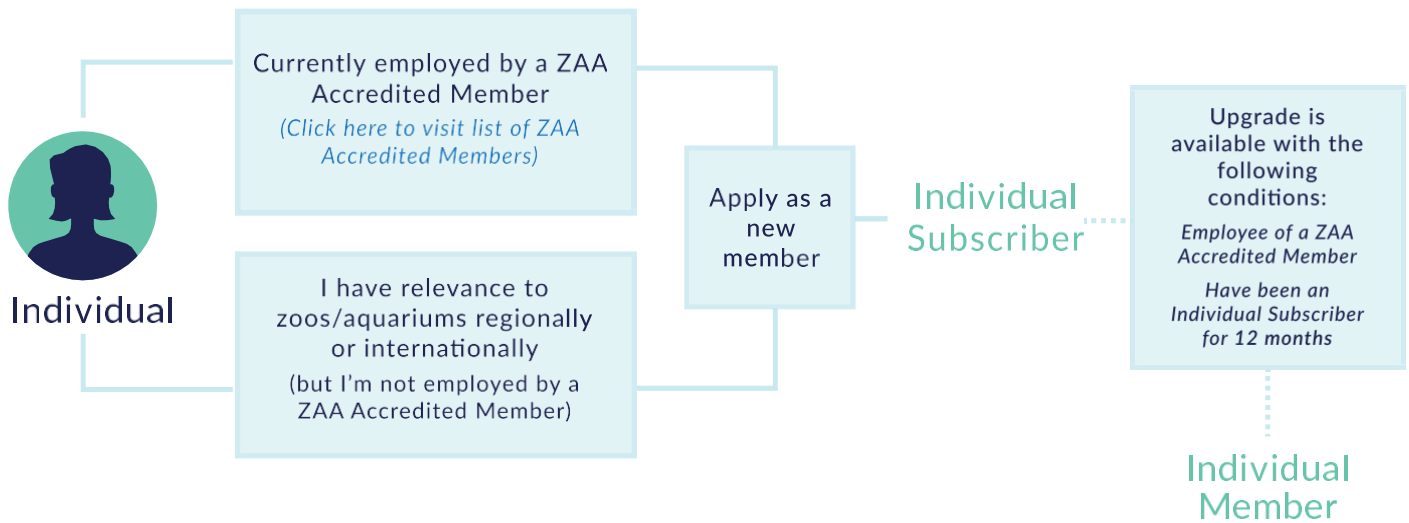 Individual
Currently employed by a ZAA
Accredited Member
(Click here to visit list of ZAA
Accredited Members)
I have relevance to
zoos/aquariums regionally
or internationally
(but I'm not employed by a
ZAA Accredited Member)
Apply as a
new
member
Individual
Subscriber
Upgrade is
available with the
following
conditions:
Employee of a ZAA
Accredited Member
Have been an
Individual Subscriber
for 12 months
Individual
Member